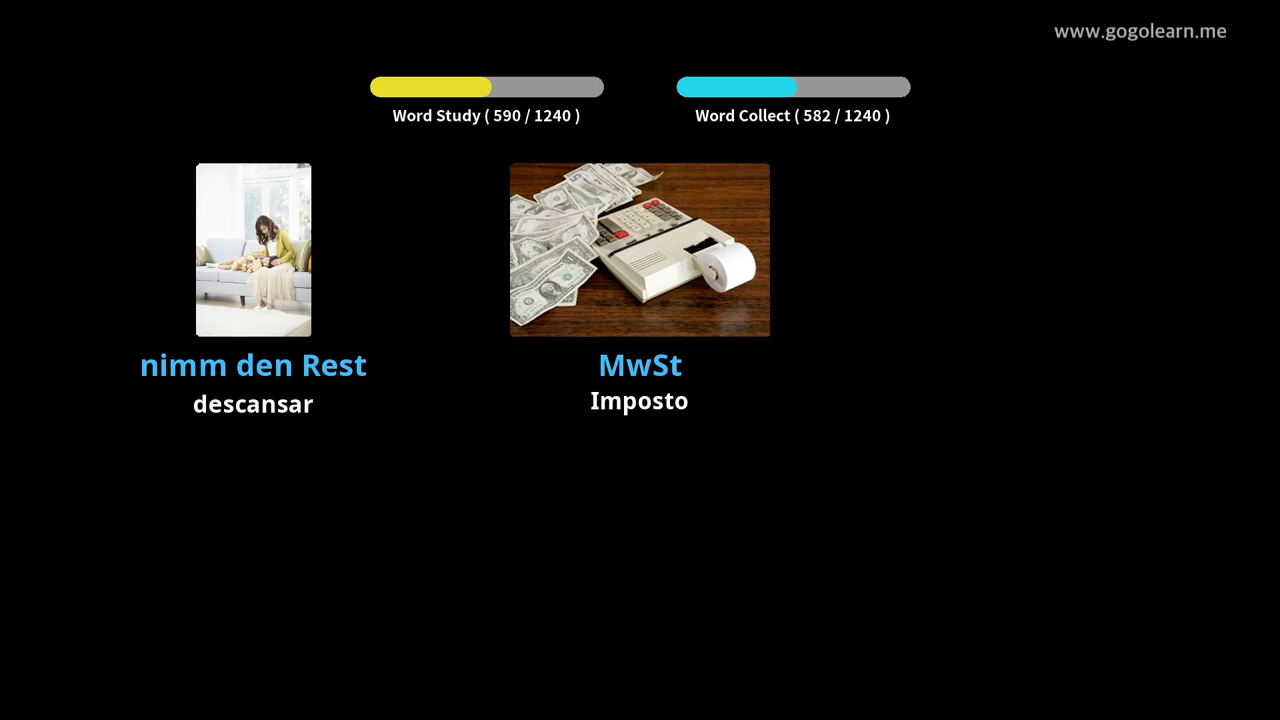 www.gogolearn.me
Word Study ( 590 / 1240 )
Word Collect ( 582 / 1240 )
nimm den Rest
descansar
MwSt
Imposto